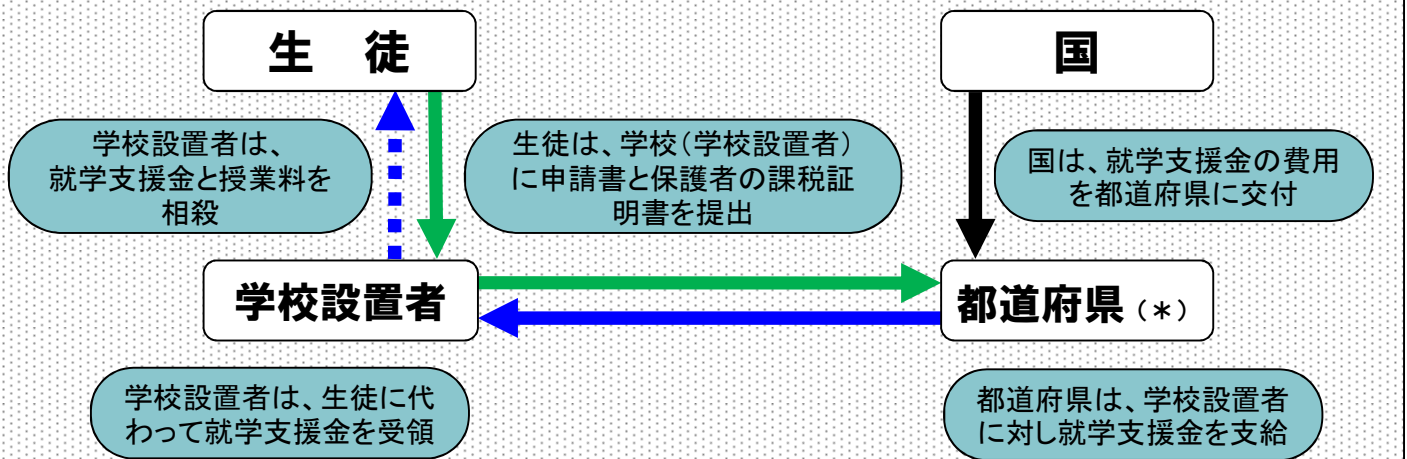 生　徒
国
学校設置者は、
就学支援金と授業料を
相殺
生徒は、学校(学校設置者)
に申請書と保護者の課税証
明書を提出
国は、就学支援金の費用
を都道府県に交付
学校設置者
都道府県(＊)
学校設置者は、生徒に代
わって就学支援金を受領
都道府県は、学校設置者
に対し就学支援金を支給